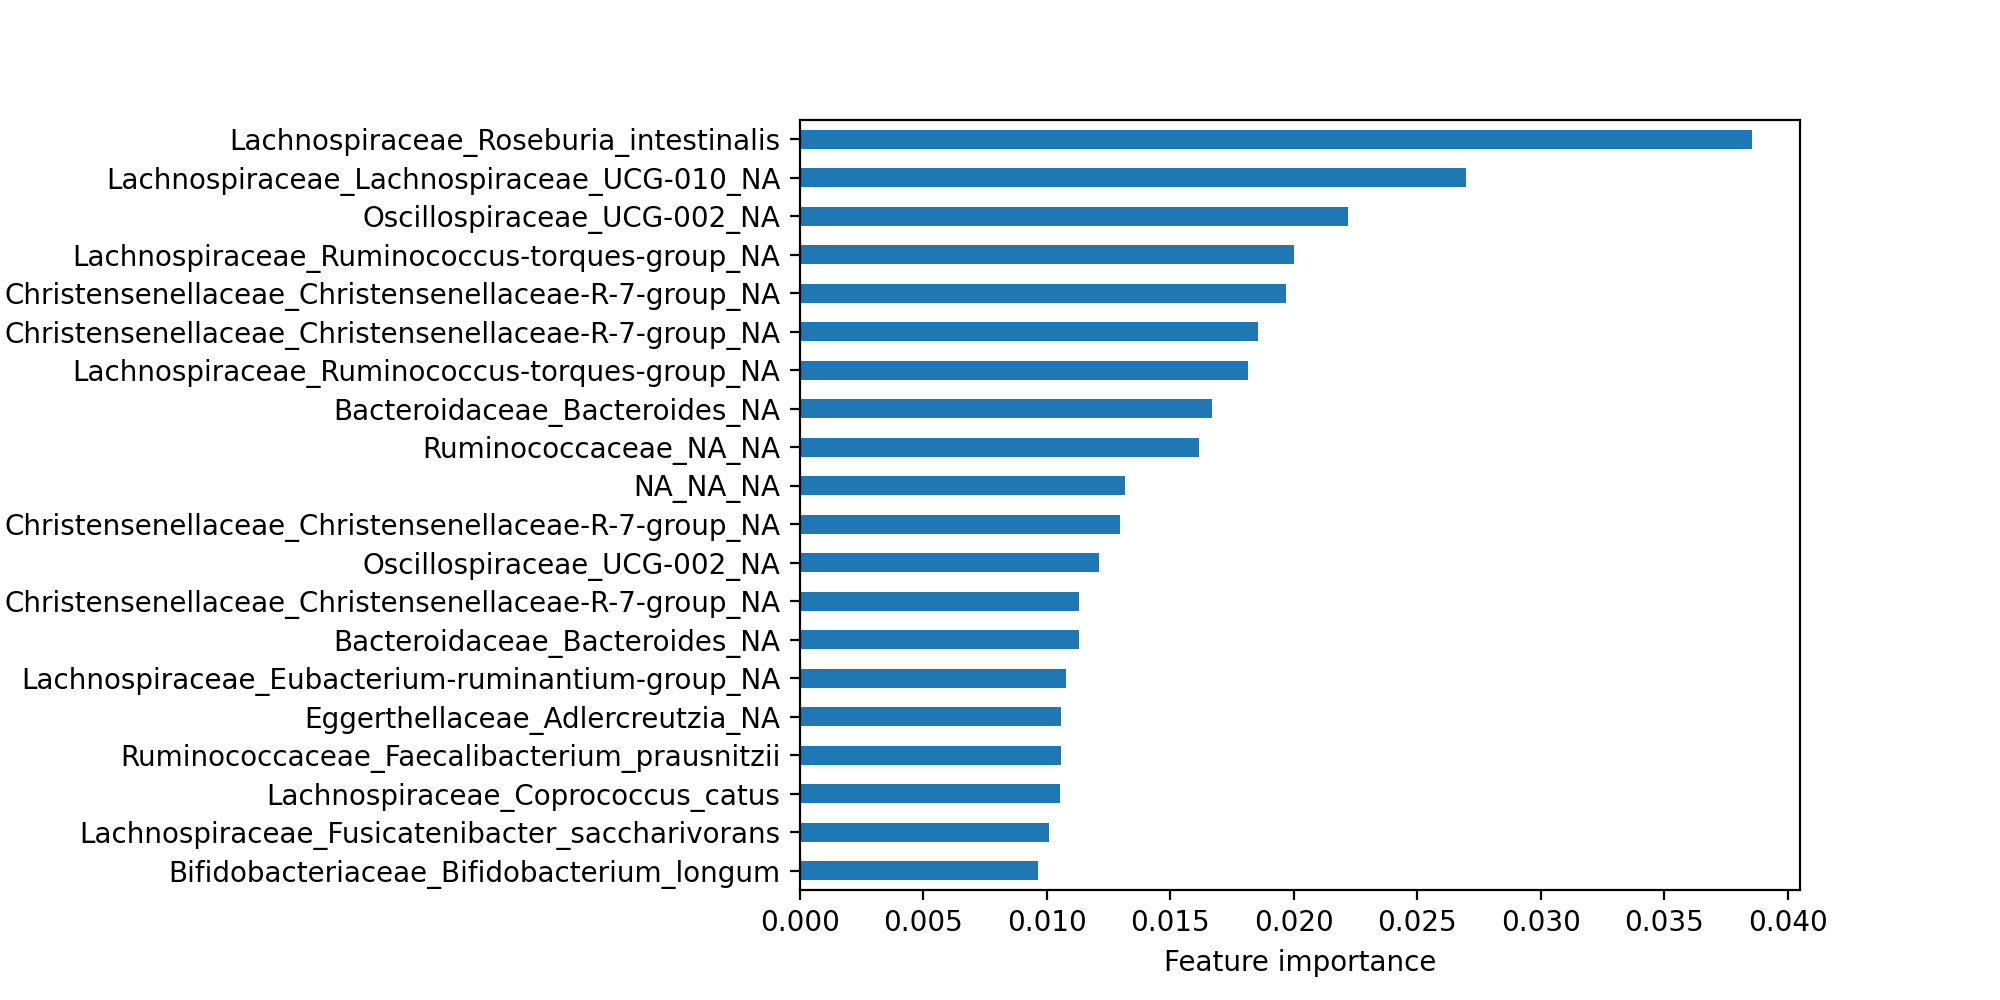 Lachnospiraceae_Roseburia_intestinalis
Lachnospiraceae_Lachnospiraceae_UCG-010_NA
Oscillospiraceae_UCG-002_NA
Lachnospiraceae_Ruminococcus-torques-group_NA
Christensenellaceae_Christensenellaceae-R-7-group_NA
Christensenellaceae_Christensenellaceae-R-7-group_NA
Lachnospiraceae_Ruminococcus-torques-group_NA
Bacteroidaceae_Bacteroides_NA
Ruminococcaceae_NA_NA
NA_NA_NA
Christensenellaceae_Christensenellaceae-R-7-group_NA
Oscillospiraceae_UCG-002_NA
Christensenellaceae_Christensenellaceae-R-7-group_NA
Bacteroidaceae_Bacteroides_NA
Lachnospiraceae_Eubacterium-ruminantium-group_NA
Eggerthellaceae_Adlercreutzia_NA
Ruminococcaceae_Faecalibacterium_prausnitzii
Lachnospiraceae_Coprococcus_catus
Lachnospiraceae_Fusicatenibacter_saccharivorans
Bifidobacteriaceae_Bifidobacterium_longum
0.000 0.005 0.010 0.015 0.020 0.025 0.030 0.035 0.040
Feature importance